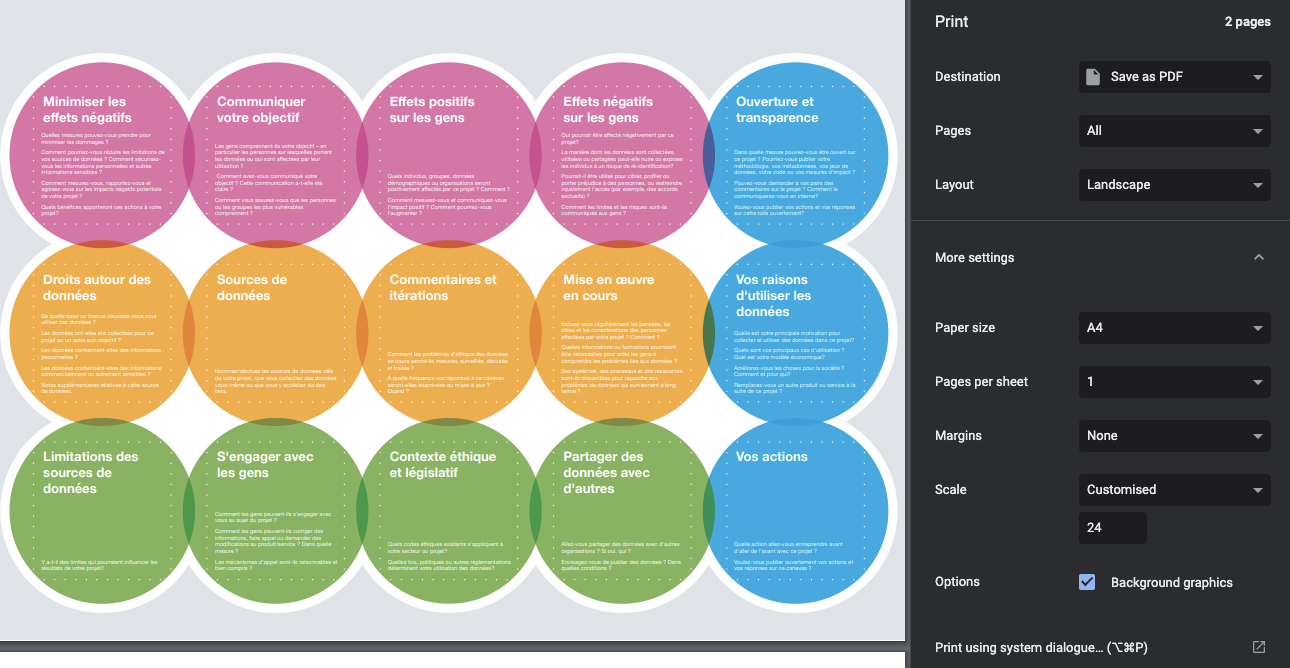 Minimiser les
effets négatifs
Quelles mesures pouvez-vous prendre pour
minimiser les dommages ?
Comment pourriez-vous réduire les limitations de
vos sources de données ? Comment sécurisez-
vous les informations personnelles et autres
informations sensibles ?
Comment mesurez-vous, rapportez-vous et
agissez-vous sur les impacts négatifs potentiels
de votre projet ?
Quels bénéfices apporteront ces actions à votre
projet?
Communiquer
votre objectif
Les gens comprennent-ils votre objectif – en
particulier les personnes sur lesquelles portent
les données ou qui sont affectées par leur
utilisation ?
Comment avez-vous communiqué votre
objectif ? Cette communication a-t-elle été
claire ?
Comment vous assurez-vous que les personnes
ou les groupes les plus vulnérables
comprennent ?
Effets positifs
sur les gens
Quels individus, groupes, données
démographiques ou organisations seront
positivement affectés par ce projet ? Comment ?
Comment mesurez-vous et communiquez-vous
l'impact positif ? Comment pourriez-vous
l'augmenter ?
Effets négatifs
sur les gens
Qui pourrait être affecté négativement par ce
projet?
La manière dont les données sont collectées,
utilisées ou partagées peut-elle nuire ou exposer
les individus à un risque de re-identification?
Pourrait-il être utilisé pour cibler, profiler ou
porter préjudice à des personnes, ou restreindre
injustement l'accès (par exemple, des accords
exclusifs) ?
Comment les limites et les risques sont-ils
communiqués aux gens ?
Ouverture et
transparence
Dans quelle mesure pouvez-vous être ouvert sur
ce projet ? Pourriez-vous publier votre
méthodologie, vos métadonnées, vos jeux de
données, votre code ou vos mesures d'impact ?
Pouvez-vous demander à vos pairs des
commentaires sur le projet ? Comment le
communiquerez-vous en interne?
Voulez-vous publier vos actions et vos réponses
sur cette toile ouvertement?
Droits autour des
données
De quelle base ou licence disposez-vous pour
utiliser ces données ?
Les données ont-elles été collectées pour ce
projet ou un autre objectif ?
Les données contiennent-elles des informations
personnelles ?
Les données contiennent-elles des informations
commercialement ou autrement sensibles ?
Notes supplémentaires relatives à cette source
de données:
Sources de
données
Nommez/décrivez les sources de données clés
de votre projet, que vous collectiez des données
vous-même ou que vous y accédiez via des
tiers.
Commentaires et
itérations
Comment les problèmes d'éthique des données
en cours seront-ils mesurés, surveillés, discutés
et traités ?
À quelle fréquence vos réponses à ce canevas
seront-elles examinées ou mises à jour ?
Quand ?
Mise en œuvre
en cours
Incluez-vous régulièrement les pensées, les
idées et les considérations des personnes
affectées par votre projet ? Comment ?
Quelles informations ou formations pourraient
être nécessaires pour aider les gens à
comprendre les problèmes liés aux données ?
Des systèmes, des processus et des ressources
sont-ils disponibles pour répondre aux
problèmes de données qui surviennent à long
terme ?
Vos raisons
d'utiliser les
données
Quelle est votre principale motivation pour
collecter et utiliser des données dans ce projet?
Quels sont vos principaux cas d'utilisation ?
Quel est votre modèle économique?
Améliorez-vous les choses pour la société ?
Comment et pour qui?
Remplacez-vous un autre produit ou service à la
suite de ce projet ?
Limitations des
sources de
données
Y a-t-il des limites qui pourraient influencer les
résultats de votre projet?
S'engager avec
les gens
Comment les gens peuvent-ils s'engager avec
vous au sujet du projet ?
Comment les gens peuvent-ils corriger des
informations, faire appel ou demander des
modifications au produit/service ? Dans quelle
mesure ?
Les mécanismes d'appel sont-ils raisonnables et
bien compris ?
Contexte éthique
et législatif
Quels codes éthiques existants s'appliquent à
votre secteur ou projet?
Quelles lois, politiques ou autres réglementations
déterminent votre utilisation des données?
Partager des
données avec
d'autres
Allez-vous partager des données avec d'autres
organisations ? Si oui, qui ?
Envisagez-vous de publier des données ? Dans
quelles conditions ?
Vos actions
Quelle action allez-vous entreprendre avant
d'aller de l'avant avec ce projet ?
Voulez-vous publier ouvertement vos actions et
vos réponses sur ce canevas ?
Print
2 pages
Destination
Save as PDF
Pages
All
Layout
Landscape
More settings
Paper size
A4
Pages per sheet
1
Margins
None
Scale
Customised
24
Options
Background graphics
Print using system dialogue… (⌥⌘P)